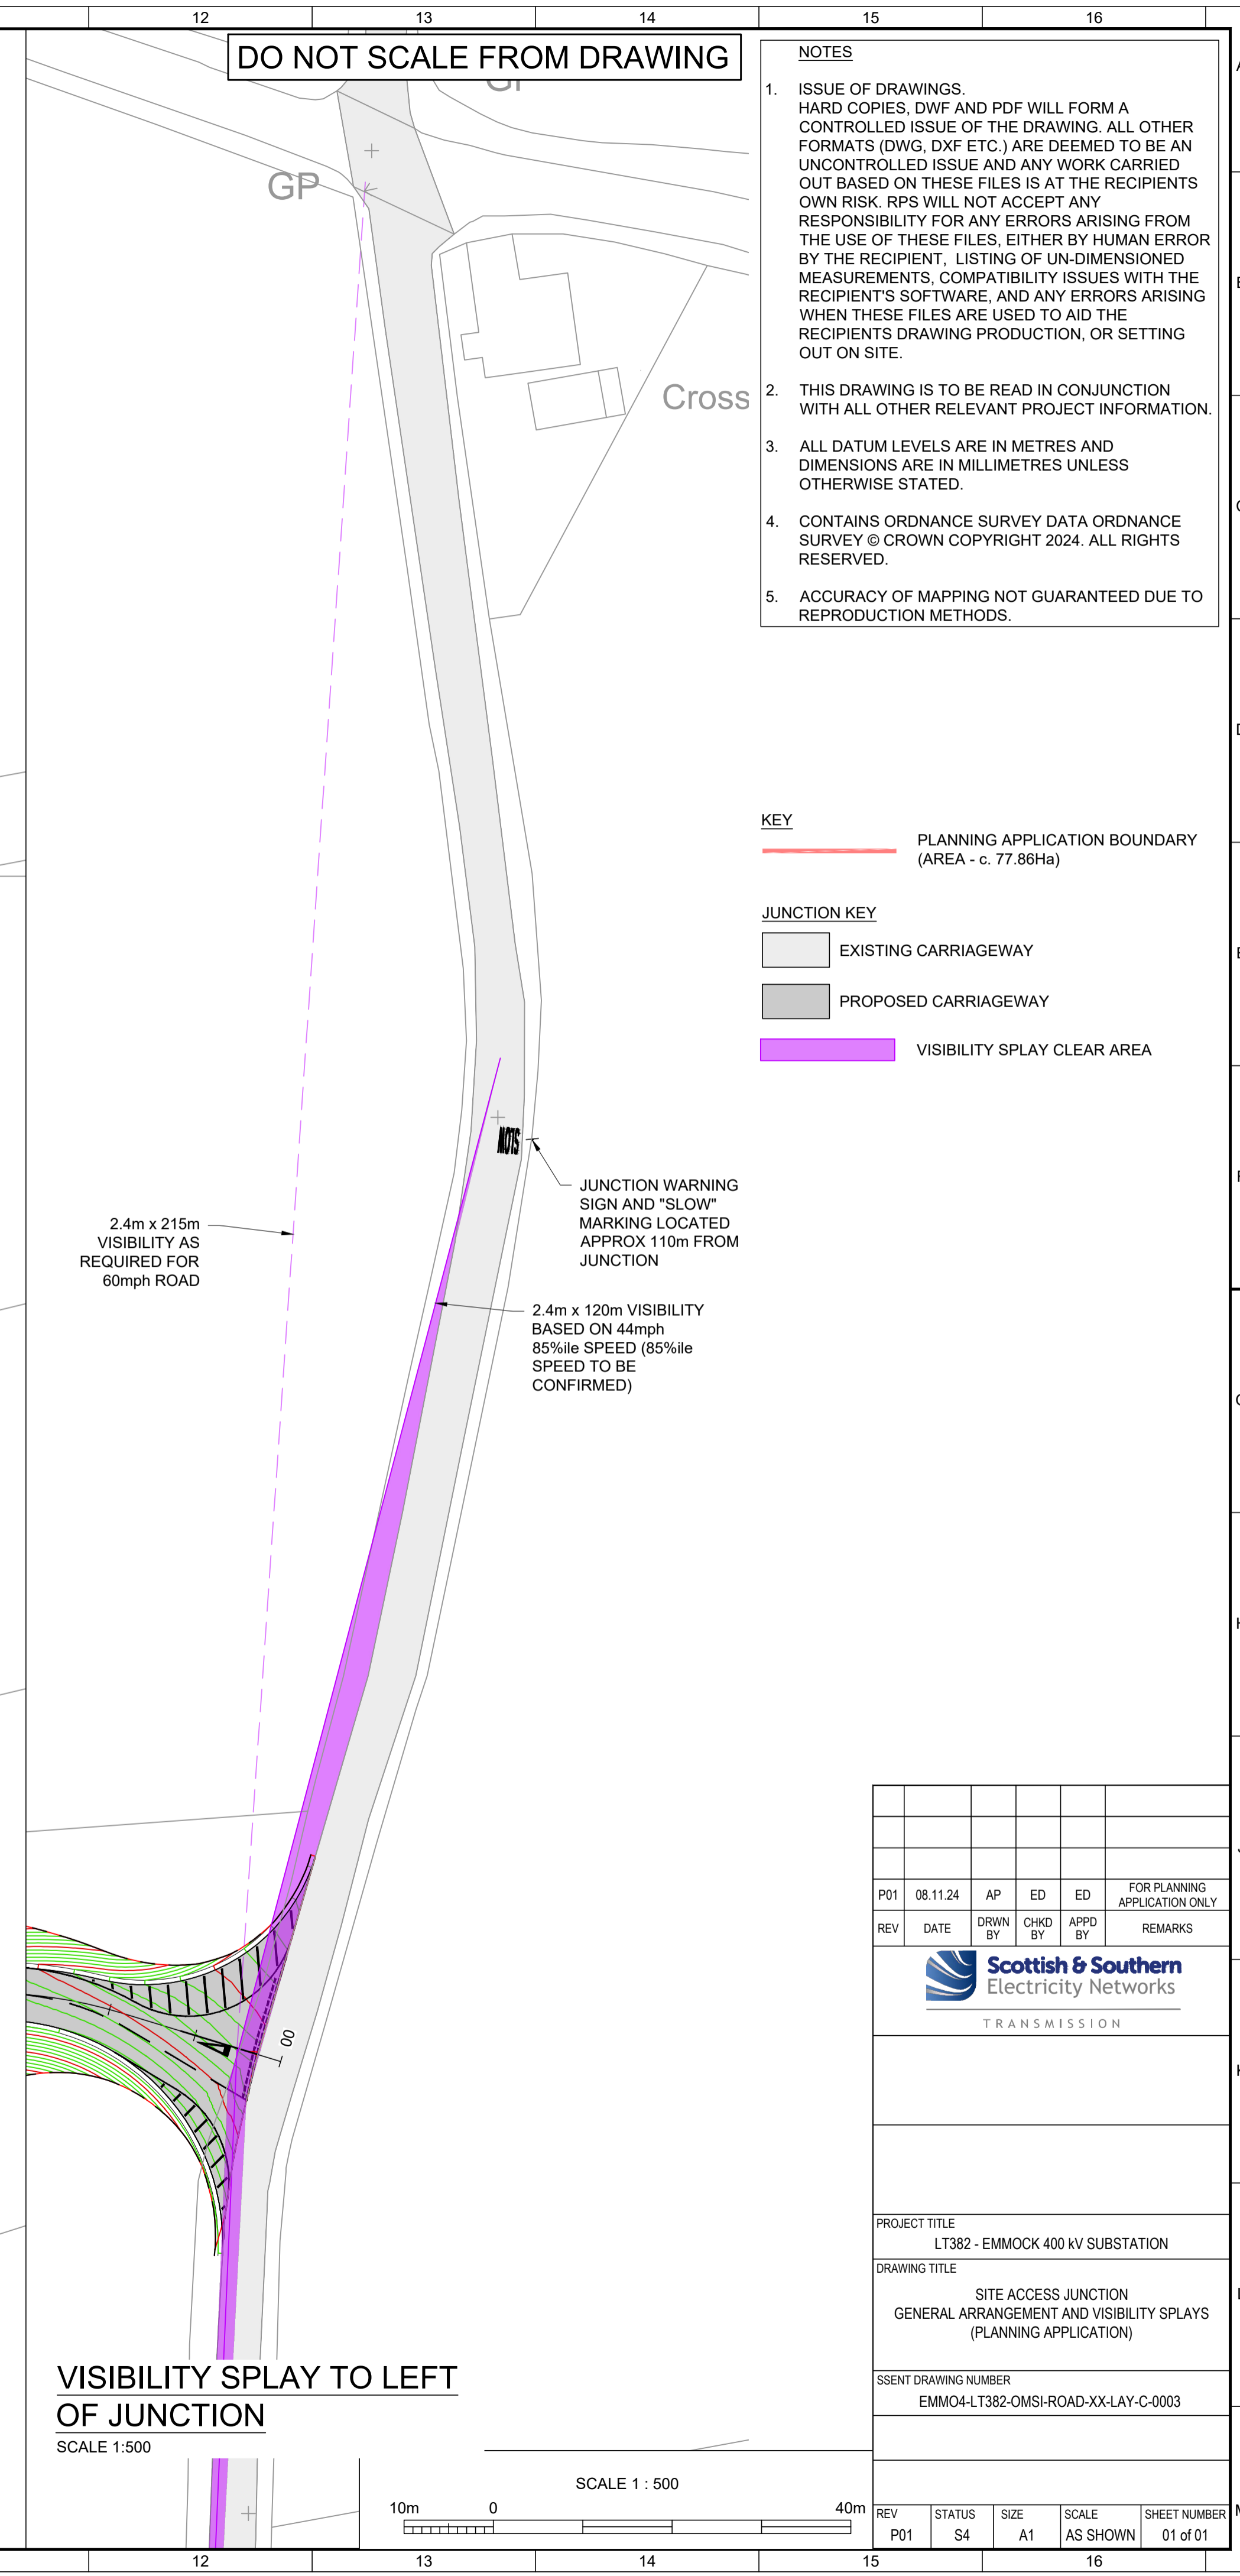 12
13
14
15
16
DO NOT SCALE FROM DRAWING
GP
Cross
NOTES
1. ISSUE OF DRAWINGS.
HARD COPIES, DWF AND PDF WILL FORM A
CONTROLLED ISSUE OF THE DRAWING. ALL OTHER
FORMATS (DWG, DXF ETC.) ARE DEEMED TO BE AN
UNCONTROLLED ISSUE AND ANY WORK CARRIED
OUT BASED ON THESE FILES IS AT THE RECIPIENTS
OWN RISK. RPS WILL NOT ACCEPT ANY
RESPONSIBILITY FOR ANY ERRORS ARISING FROM
THE USE OF THESE FILES, EITHER BY HUMAN ERROR
BY THE RECIPIENT, LISTING OF UN-DIMENSIONED
MEASUREMENTS, COMPATIBILITY ISSUES WITH THE
RECIPIENT'S SOFTWARE, AND ANY ERRORS ARISING
WHEN THESE FILES ARE USED TO AID THE
RECIPIENTS DRAWING PRODUCTION, OR SETTING
OUT ON SITE.
2. THIS DRAWING IS TO BE READ IN CONJUNCTION
WITH ALL OTHER RELEVANT PROJECT INFORMATION.
3. ALL DATUM LEVELS ARE IN METRES AND
DIMENSIONS ARE IN MILLIMETRES UNLESS
OTHERWISE STATED.
4. CONTAINS ORDNANCE SURVEY DATA ORDNANCE
SURVEY © CROWN COPYRIGHT 2024. ALL RIGHTS
RESERVED.
5. ACCURACY OF MAPPING NOT GUARANTEED DUE TO
REPRODUCTION METHODS.
KEY
PLANNING APPLICATION BOUNDARY
(AREA - c. 77.86Ha)
JUNCTION KEY
EXISTING CARRIAGEWAY
PROPOSED CARRIAGEWAY
VISIBILITY SPLAY CLEAR AREA
SLOW
JUNCTION WARNING
SIGN AND "SLOW"
MARKING LOCATED
APPROX 110m FROM
JUNCTION
2.4m x 215m
VISIBILITY AS
REQUIRED FOR
60mph ROAD
2.4m x 120m VISIBILITY
BASED ON 44mph
85%ile SPEED (85%ile
SPEED TO BE
CONFIRMED)
00
P01 08.11.24 AP ED ED FOR PLANNING
APPLICATION ONLY
REV DATE DRWN BY CHKD BY APPD BY REMARKS
Scottish & Southern
Electricity Networks
TRANSMISSION
PROJECT TITLE
LT382 - EMMOCK 400 kV SUBSTATION
DRAWING TITLE
SITE ACCESS JUNCTION
GENERAL ARRANGEMENT AND VISIBILITY SPLAYS
(PLANNING APPLICATION)
SSENT DRAWING NUMBER
EMMO4-LT382-OMSI-ROAD-XX-LAY-C-0003
REV STATUS SIZE SCALE SHEET NUMBER
P01 S4 A1 AS SHOWN 01 of 01
VISIBILITY SPLAY TO LEFT
OF JUNCTION
SCALE 1:500
SCALE 1 : 500
10m 0 40m
12
13
14
15
16